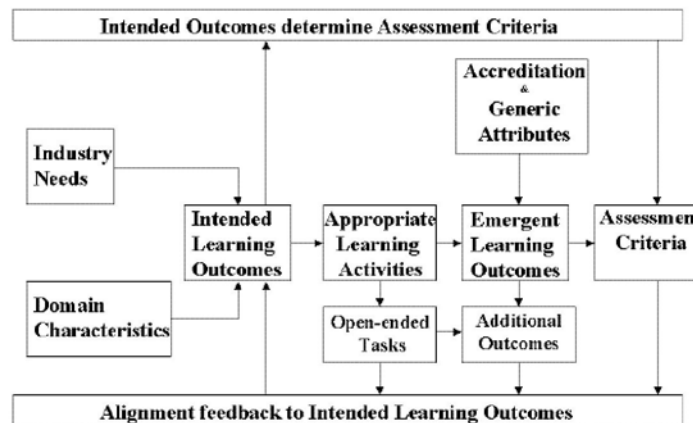 Intended Outcomes determine Assessment Criteria
Accreditation
&
Generic
Attributes
Industry
Needs
Intended
Learning
Outcomes
Appropriate
Learning
Activities
Emergent
Learning
Outcomes
Assessment
Criteria
Domain
Characteristics
Open-ended
Tasks
Additional
Outcomes
Alignment feedback to Intended Learning Outcomes